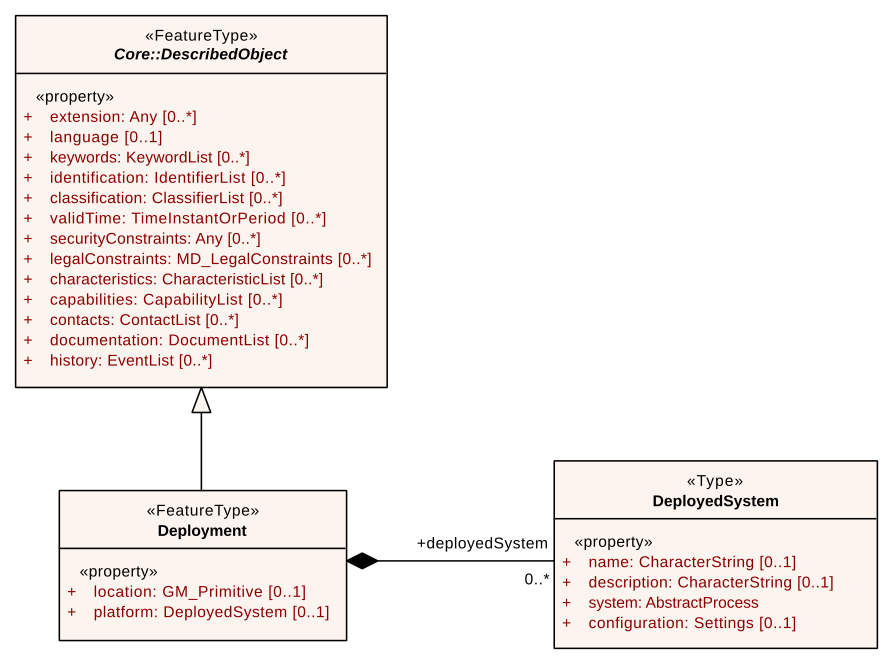 «FeatureType»
Core::DescribedObject
«property»
+ extension: Any [0..*]
+ language [0..1]
+ keywords: KeywordList [0..*]
+ identification: IdentifierList [0..*]
+ classification: ClassifierList [0..*]
+ validTime: TimeInstantOrPeriod [0..*]
+ securityConstraints: Any [0..*]
+ legalConstraints: MD_LegalConstraints [0..*]
+ characteristics: CharacteristicList [0..*]
+ capabilities: CapabilityList [0..*]
+ contacts: ContactList [0..*]
+ documentation: DocumentList [0..*]
+ history: EventList [0..*]
«FeatureType»
Deployment
«property»
+ location: GM_Primitive [0..1]
+ platform: DeployedSystem [0..1]
+deployedSystem
0..*
«Type»
DeployedSystem
«property»
+ name: CharacterString [0..1]
+ description: CharacterString [0..1]
+ system: AbstractProcess
+ configuration: Settings [0..1]